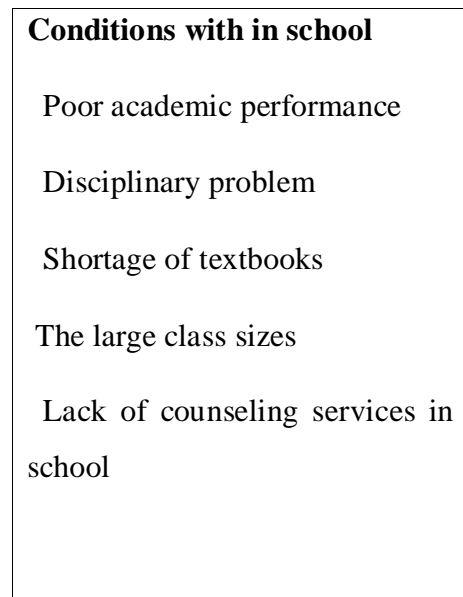 Conditions with in school
Poor academic performance
Disciplinary problem
Shortage of textbooks
The large class sizes
Lack of counseling services in
school